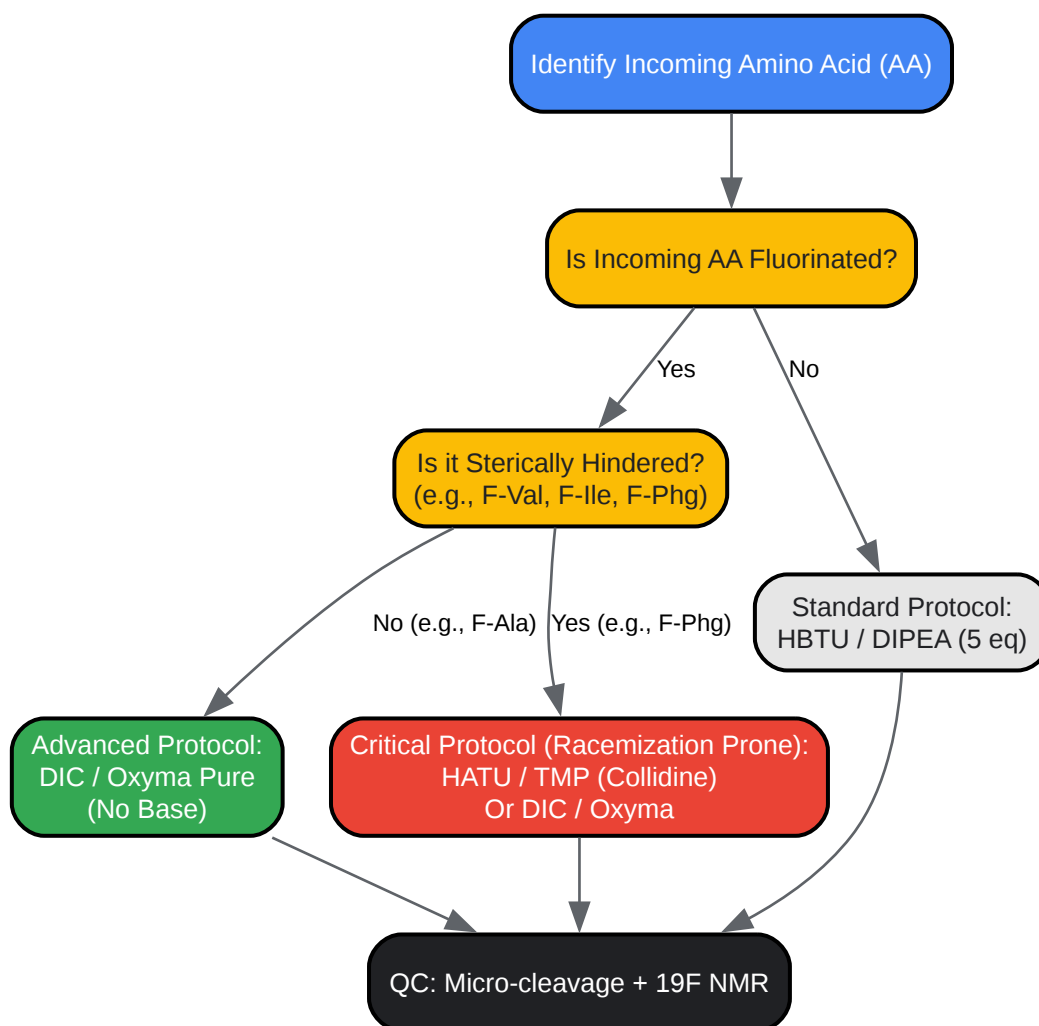 Identify Incoming Amino Acid (AA)
Is Incoming AA Fluorinated?
Yes
No
Is it Sterically Hindered?
(e.g., F-Val, F-Ile, F-Phg)
Standard Protocol:
HBTU / DIPEA (5 eq)
No (e.g., F-Ala)
Yes (e.g., F-Phg)
Advanced Protocol:
DIC / Oxyma Pure
(No Base)
Critical Protocol (Racemization Prone):
HATU / TMP (Collidine)
Or DIC / Oxyma
QC: Micro-cleavage + 19F NMR